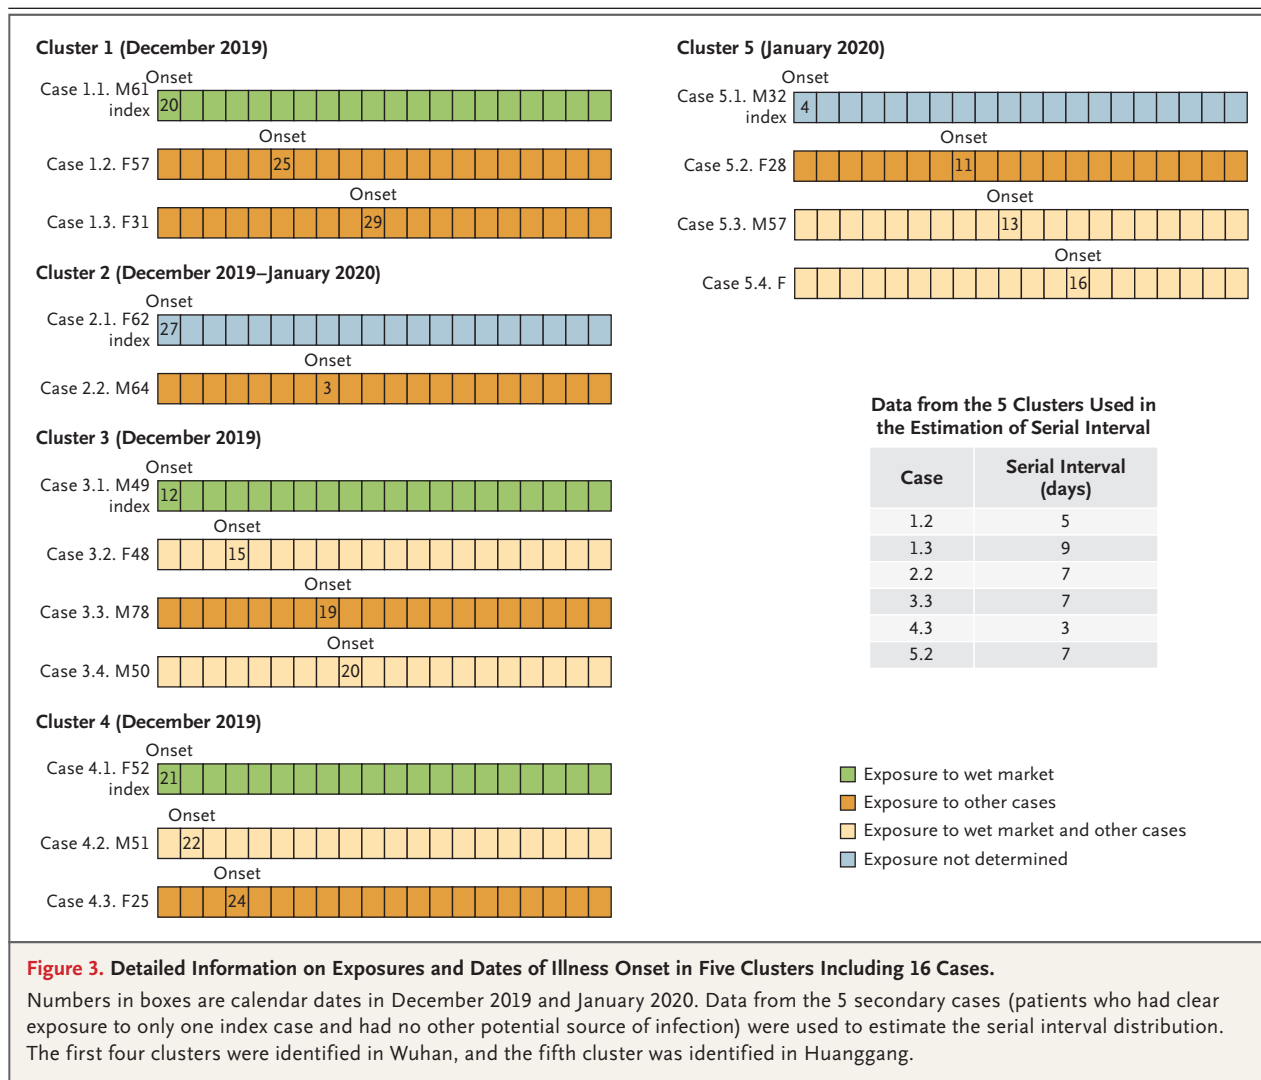 Cluster 1 (December 2019)
Onset
Case 1.1. M61
index
20
Onset
Case 1.2. F57
25
Onset
Case 1.3. F31
29
Cluster 2 (December 2019–January 2020)
Onset
Case 2.1. F62
index
27
Onset
Case 2.2. M64
3
Cluster 3 (December 2019)
Onset
Case 3.1. M49
index
12
Onset
Case 3.2. F48
15
Onset
Case 3.3. M78
19
Onset
Case 3.4. M50
20
Cluster 4 (December 2019)
Onset
Case 4.1. F52
index
21
Onset
Case 4.2. M51
22
Onset
Case 4.3. F25
24
Cluster 5 (January 2020)
Onset
Case 5.1. M32
index
4
Onset
Case 5.2. F28
11
Onset
Case 5.3. M57
13
Onset
Case 5.4. F
16
Data from the 5 Clusters Used in
the Estimation of Serial Interval
Case Serial Interval
(days)
1.2 5
1.3 9
2.2 7
3.3 7
4.3 3
5.2 7
Exposure to wet market
Exposure to other cases
Exposure to wet market and other cases
Exposure not determined
Figure 3. Detailed Information on Exposures and Dates of Illness Onset in Five Clusters Including 16 Cases.
Numbers in boxes are calendar dates in December 2019 and January 2020. Data from the 5 secondary cases (patients who had clear
exposure to only one index case and had no other potential source of infection) were used to estimate the serial interval distribution.
The first four clusters were identified in Wuhan, and the fifth cluster was identified in Huanggang.